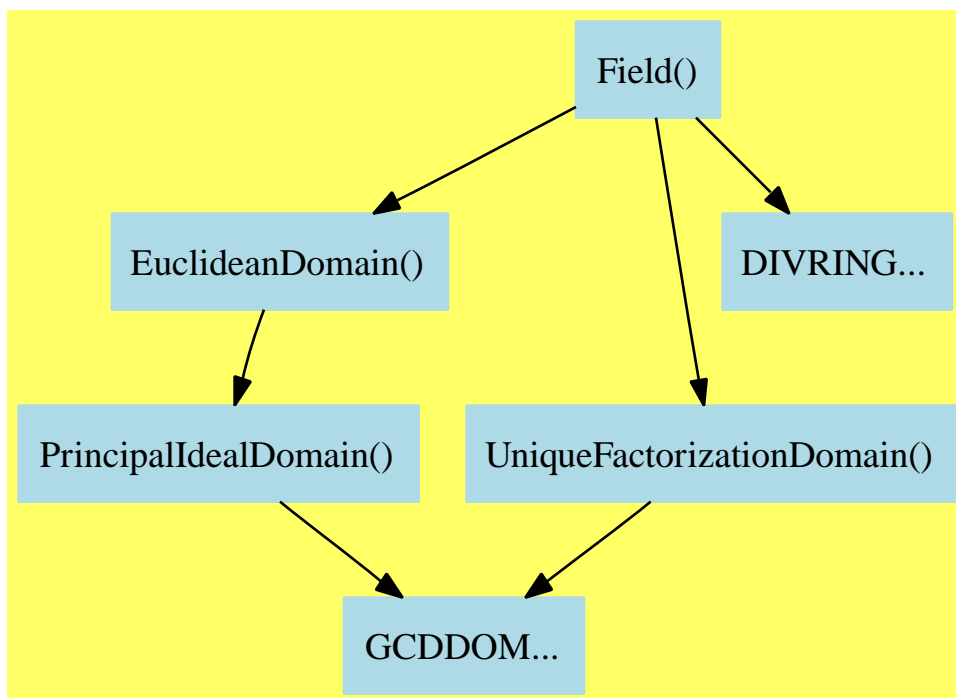 Field()
EuclideanDomain()
DIVRING...
PrincipalIdealDomain()
UniqueFactorizationDomain()
GCDDOM...